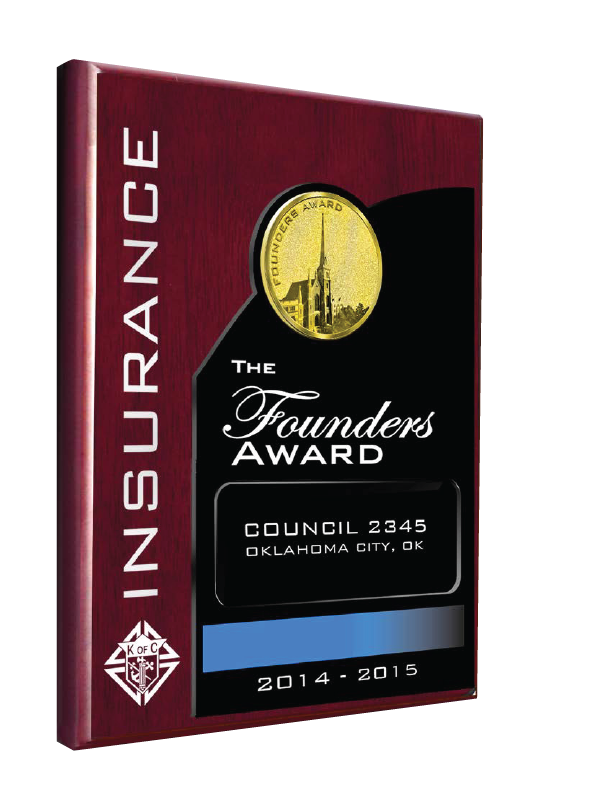 INSURANCE
FOUNDERS AWARD
THE
Founders
AWARD
COUNCIL 2345
OKLAHOMA CITY, OK
K OF C
2014 - 2015